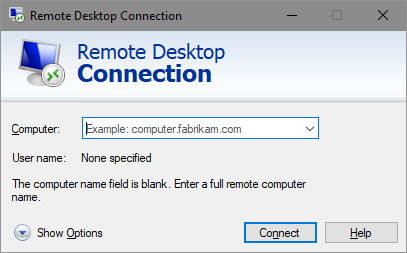 Remote Desktop Connection
Remote Desktop
Connection
Computer:
Example: computer.fabrikam.com
User name: None specified
The computer name field is blank. Enter a full remote computer
name.
Show Options
Connect
Help